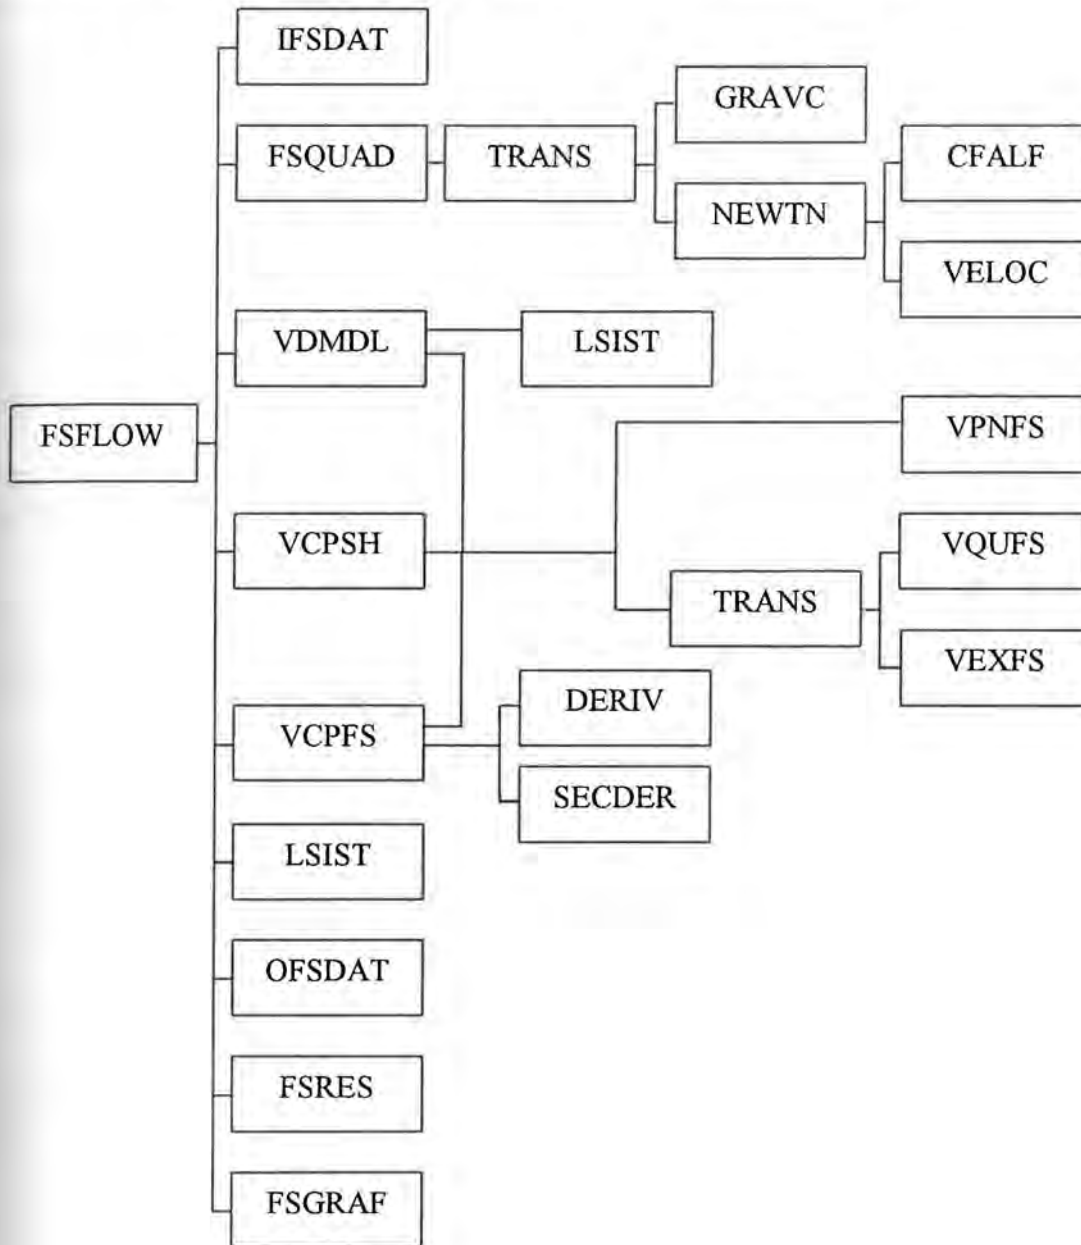 IFSDAT
GRAVC
FSQUAD
TRANS
CFALF
NEWTN
VELOC
VDMDL
LSIST
FSFLOW
VPNFS
VCPSH
VQUFS
TRANS
VEXFS
DERIV
VCPFS
SECDER
LSIST
OFSDAT
FSRES
FSGRAF